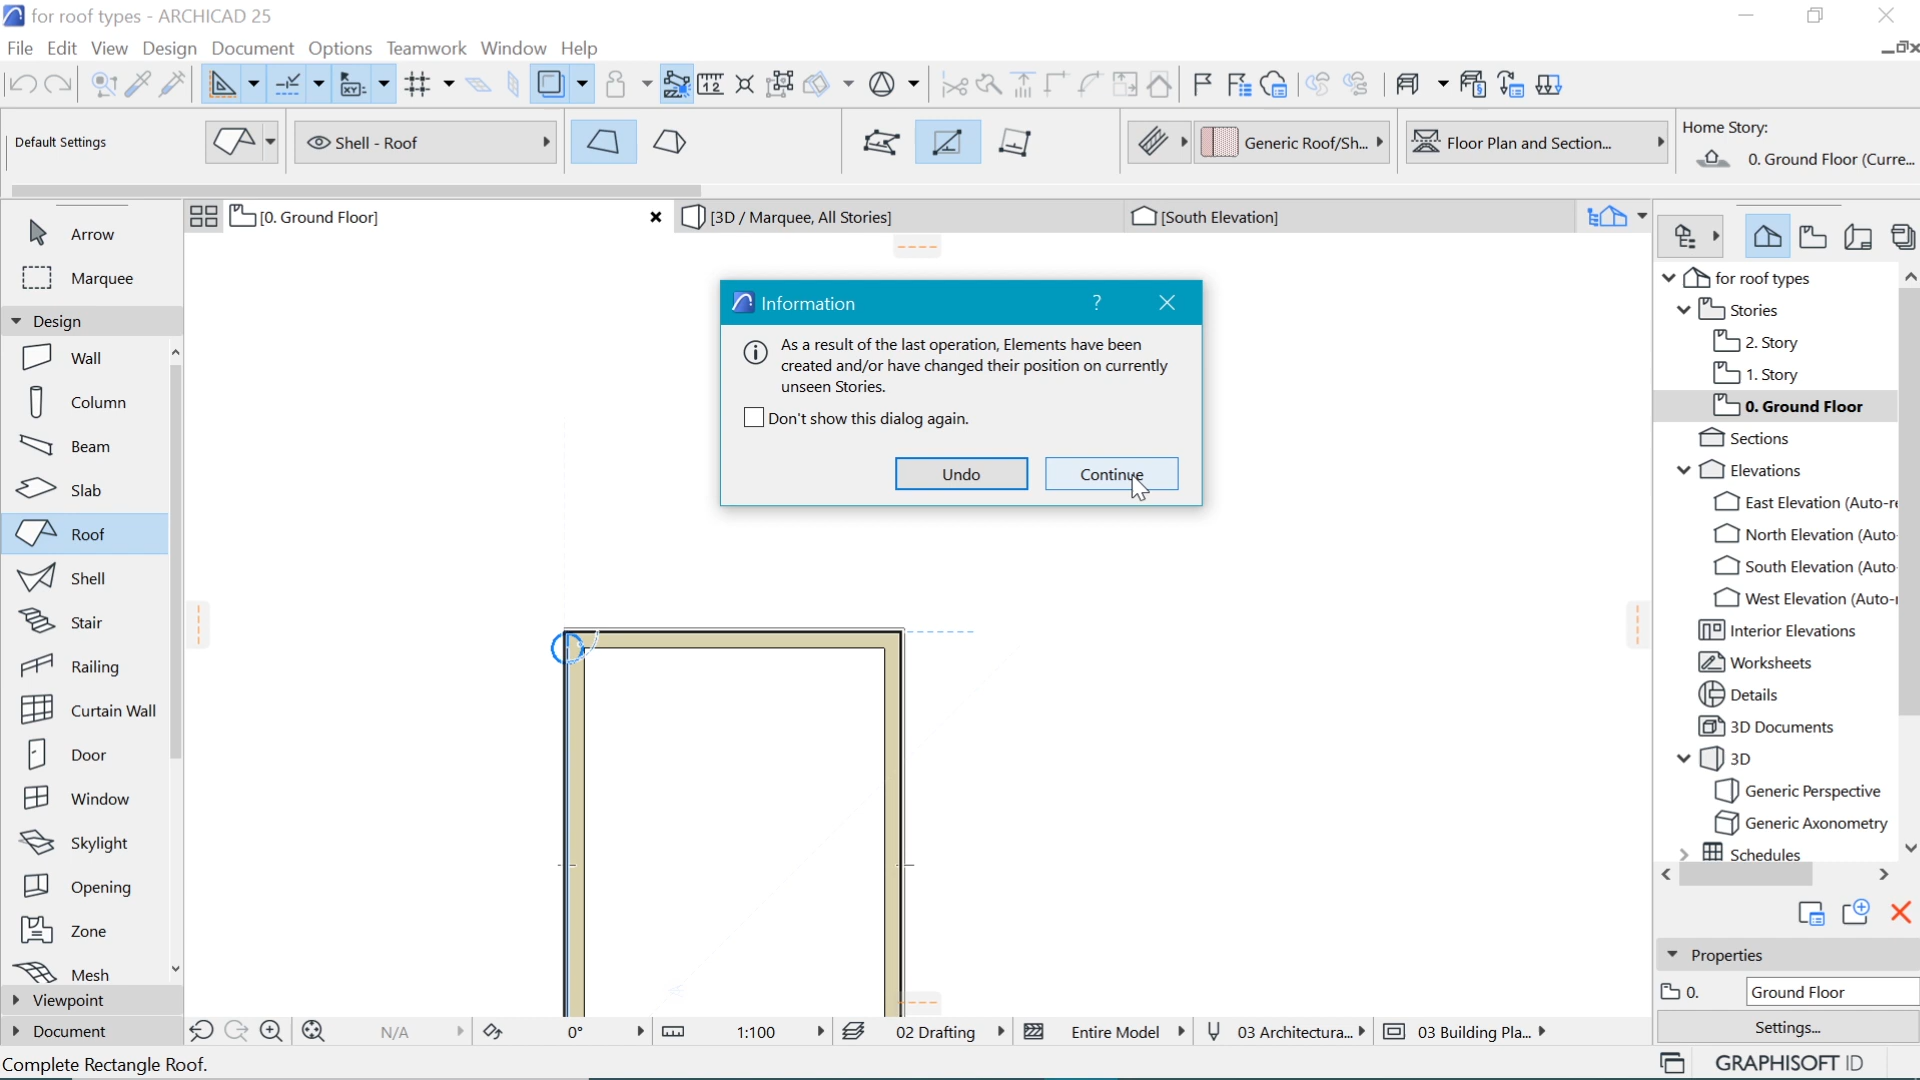 for roof types - ARCHICAD 25
File Edit View Design Document Options Teamwork Window Help
Default Settings
Shell - Roof
Generic Roof/Sh...
Floor Plan and Section...
Home Story:
0. Ground Floor (Curre...
Arrow
Marquee
Design
Wall
Column
Beam
Slab
Roof
Shell
Stair
Railing
Curtain Wall
Door
Window
Skylight
Opening
Zone
Mesh
Viewpoint
Document
[0. Ground Floor]
[3D / Marquee, All Stories]
[South Elevation]
Information
?
As a result of the last operation, Elements have been
created and/or have changed their position on currently
unseen Stories.
Don't show this dialog again.
Undo
Continue
for roof types
Stories
2. Story
1. Story
0. Ground Floor
Sections
Elevations
East Elevation (Auto-re
North Elevation (Auto-
South Elevation (Auto-
West Elevation (Auto-r
Interior Elevations
Worksheets
Details
3D Documents
3D
Generic Perspective
Generic Axonometry
Schedules
Properties
0.
Ground Floor
Settings...
N/A
0°
1:100
02 Drafting
Entire Model
03 Architectura...
03 Building Pla...
Complete Rectangle Roof.
GRAPHISOFT ID